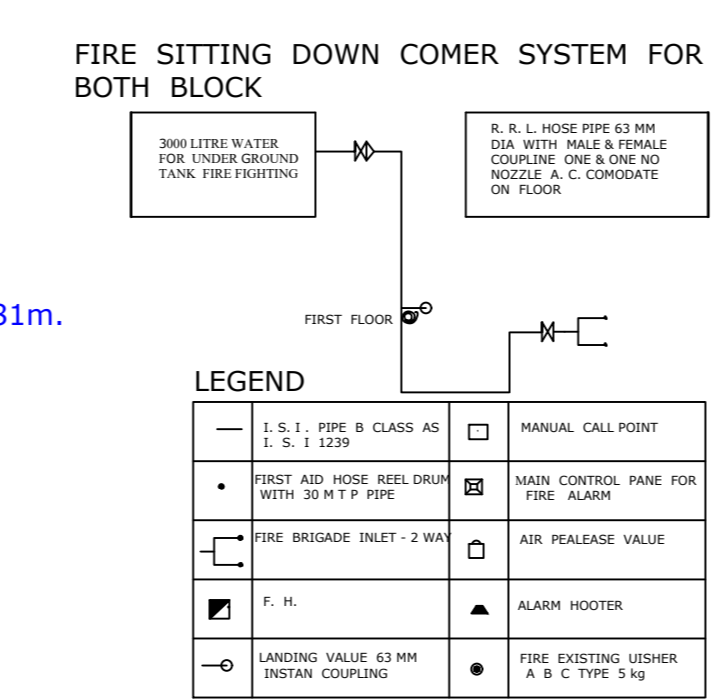 FIRE SITTING DOWN COMER SYSTEM FOR
BOTH BLOCK
3000 LITRE WATER
FOR UNDER GROUND
TANK FIRE FIGHTING
R. R. L. HOSE PIPE 63 MM
DIA WITH MALE & FEMALE
COUPLINE ONE & ONE NO
NOZZLE A. C. COMODATE
ON FLOOR
31m.
FIRST FLOOR
LEGEND
I. S. I . PIPE B CLASS AS
I. S. I 1239
MANUAL CALL POINT
FIRST AID HOSE REEL DRUM
WITH 30 M T P PIPE
MAIN CONTROL PANE FOR
FIRE ALARM
FIRE BRIGADE INLET - 2 WAY
AIR PEALEASE VALUE
F. H.
ALARM HOOTER
LANDING VALUE 63 MM
INSTAN COUPLING
FIRE EXISTING UISHER
A B C TYPE 5 kg